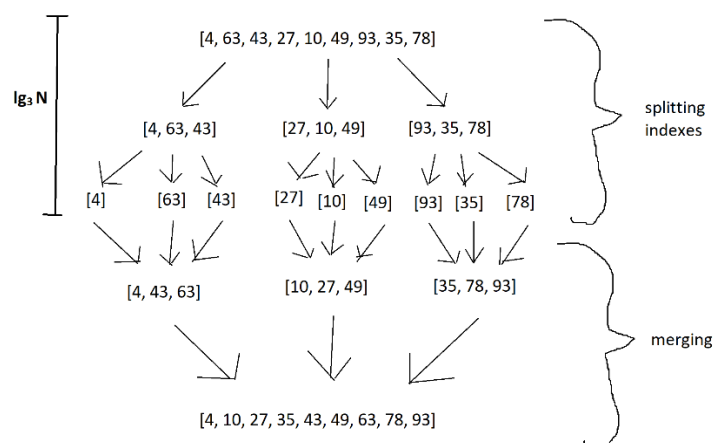 [4, 63, 43, 27, 10, 49, 93, 35, 78]
lg₃ N
splitting
indexes
[4, 63, 43] [27, 10, 49] [93, 35, 78]
[4] [63] [43] [27] [10] [49] [93] [35] [78]
[4, 43, 63] [10, 27, 49] [35, 78, 93]
merging
[4, 10, 27, 35, 43, 49, 63, 78, 93]